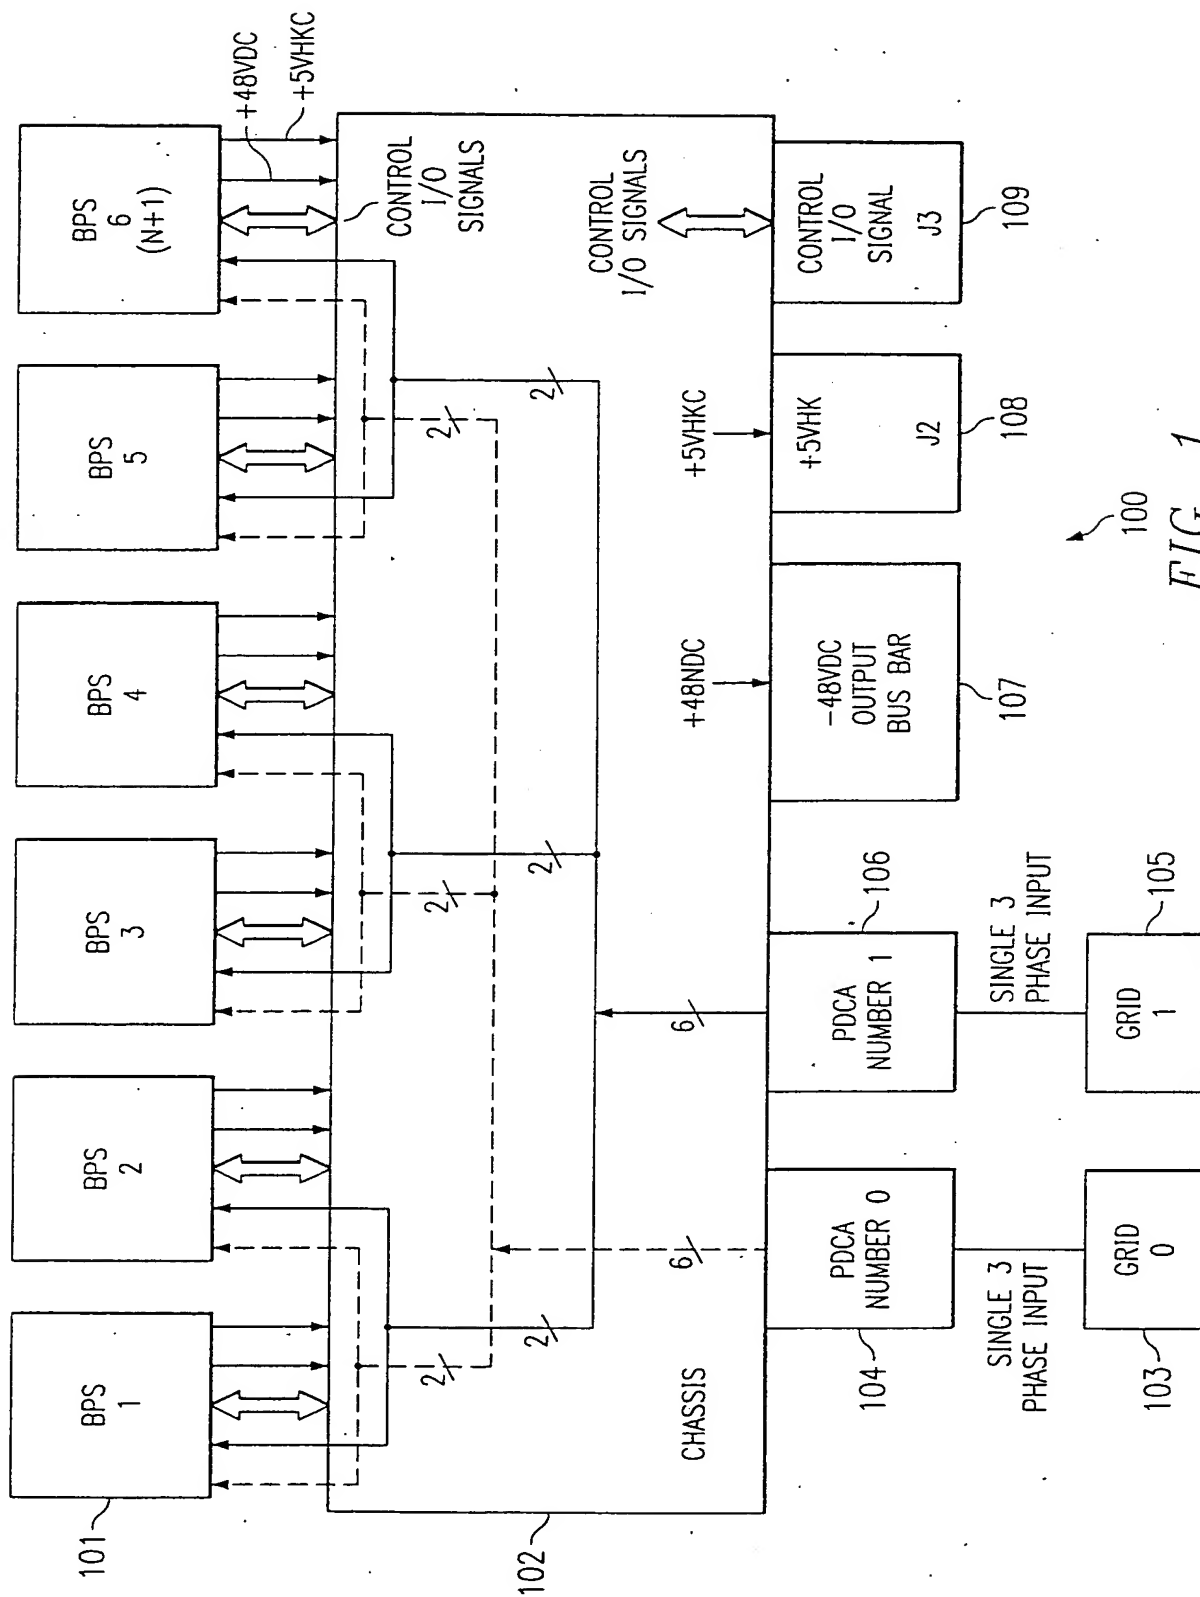 BPS
1
BPS
2
BPS
3
BPS
4
BPS
5
BPS
6
(N+1)
101
+48VDC
+5VHKC
CONTROL
I/O
SIGNALS
2
2
2
2
2
2
6
6
CONTROL
I/O SIGNALS
+48NDC
+5VHKC
CHASSIS
102
PDCA
NUMBER 0
104
PDCA
NUMBER 1
106
-48VDC
OUTPUT
BUS BAR
107
+5VHK
J2
108
CONTROL
I/O
SIGNAL
J3
109
SINGLE 3
PHASE INPUT
SINGLE 3
PHASE INPUT
GRID
0
103
GRID
1
105
100
FIG. 1